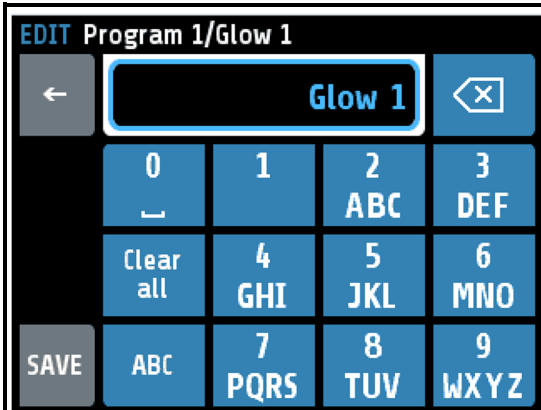 EDIT Program 1/Glow 1
← Glow 1 ⌫
0 1 2 3
⎵ ABC DEF
Clear all 4 5 6
GHI JKL MNO
SAVE ABC 7 8 9
PQRS TUV WXYZ